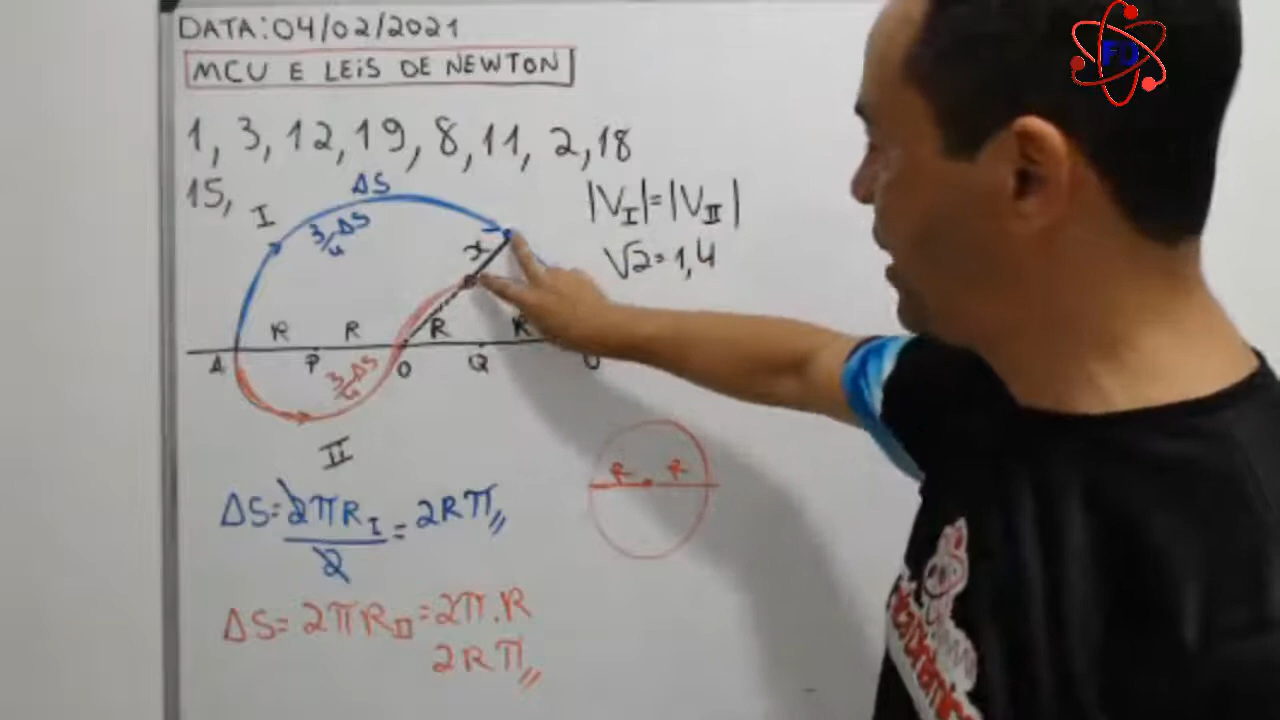 DATA: 04/02/2021
MCU E LEIS DE NEWTON
1, 3, 12, 19, 8, 11, 2, 18
15,
I
ΔS
3/4 ΔS
|V_I| = |V_II|
√2 = 1,4
x
R R R R
A P O Q
3/4 ΔS
II
R R
ΔS = 2πR_I/2 = 2Rπ//
ΔS = 2πR_II = 2π.R
2Rπ//
FD